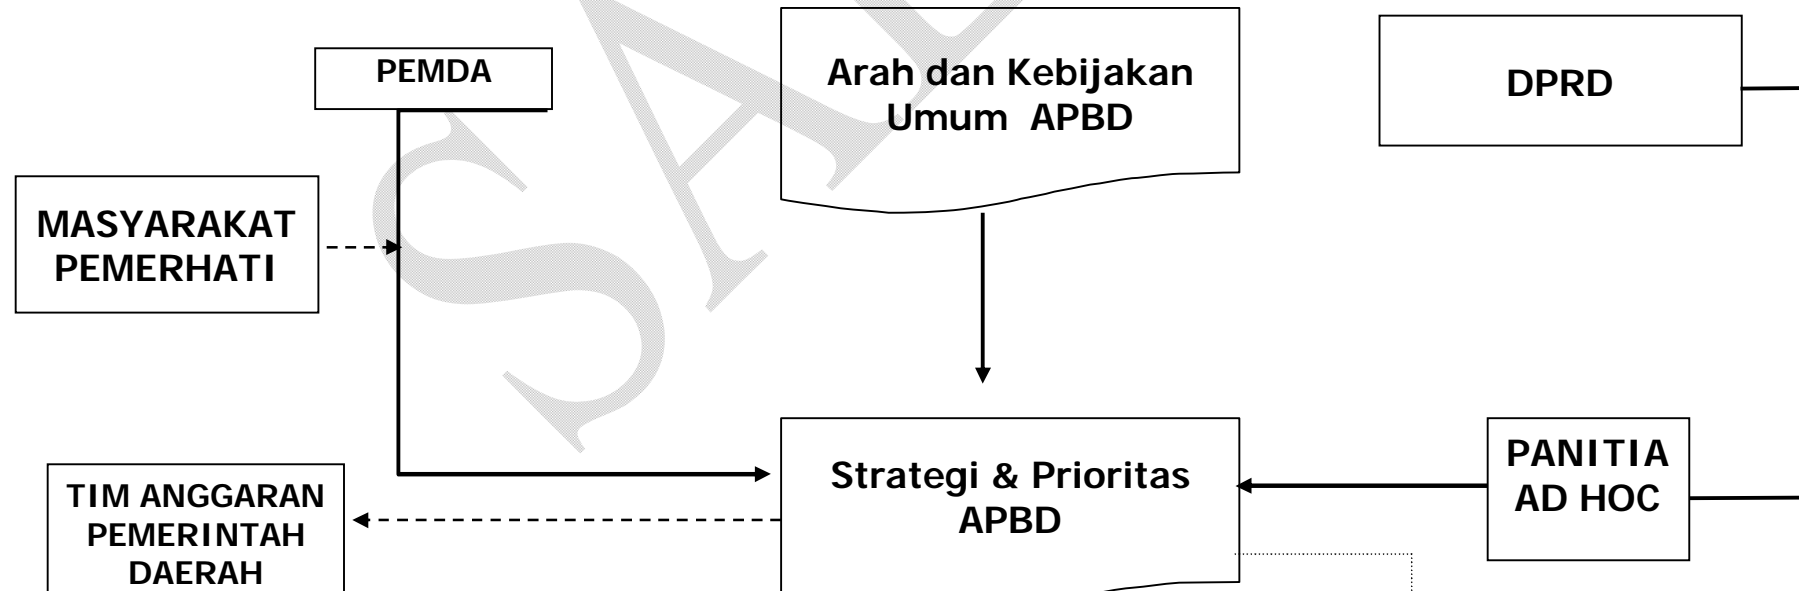 PEMDA
Arah dan Kebijakan
Umum APBD
DPRD
MASYARAKAT
PEMERHATI
TIM ANGGARAN
PEMERINTAH
DAERAH
Strategi & Prioritas
APBD
PANITIA
AD HOC